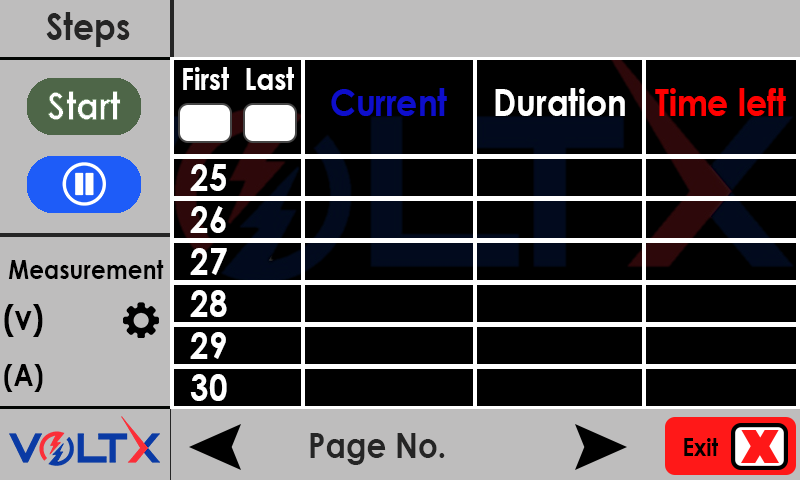 Steps
Start
First Last
Current
Duration
Time left
25
26
27
28
29
30
Measurement
(v)
(A)
VOLTX
Page No.
Exit X
VOLTX